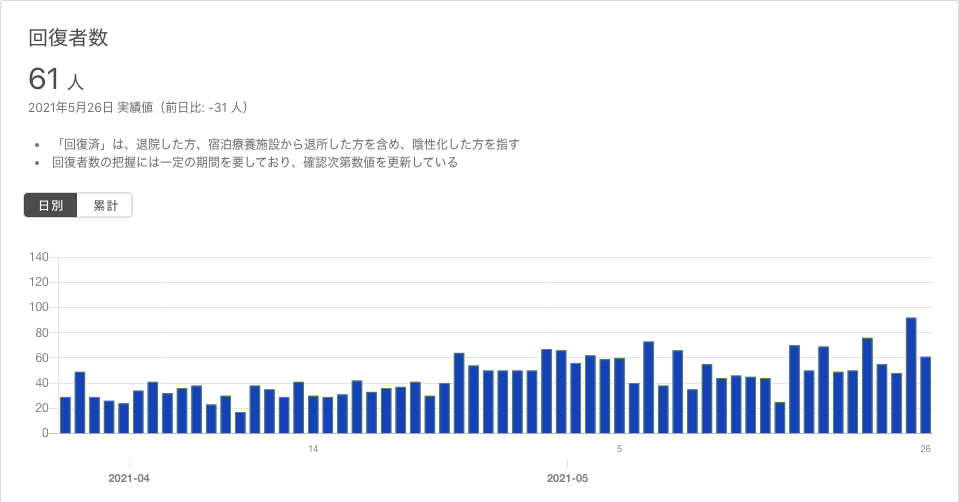 回復者数
61 人
2021年5月26日 実績値（前日比: -31 人）
「回復済」は、退院した方、宿泊療養施設から退所した方を含め、陰性化した方を指す
回復者数の把握には一定の期間を要しており、確認次第数値を更新している
日別 累計
140
120
100
80
60
40
20
0
14 5 26
2021-04 2021-05